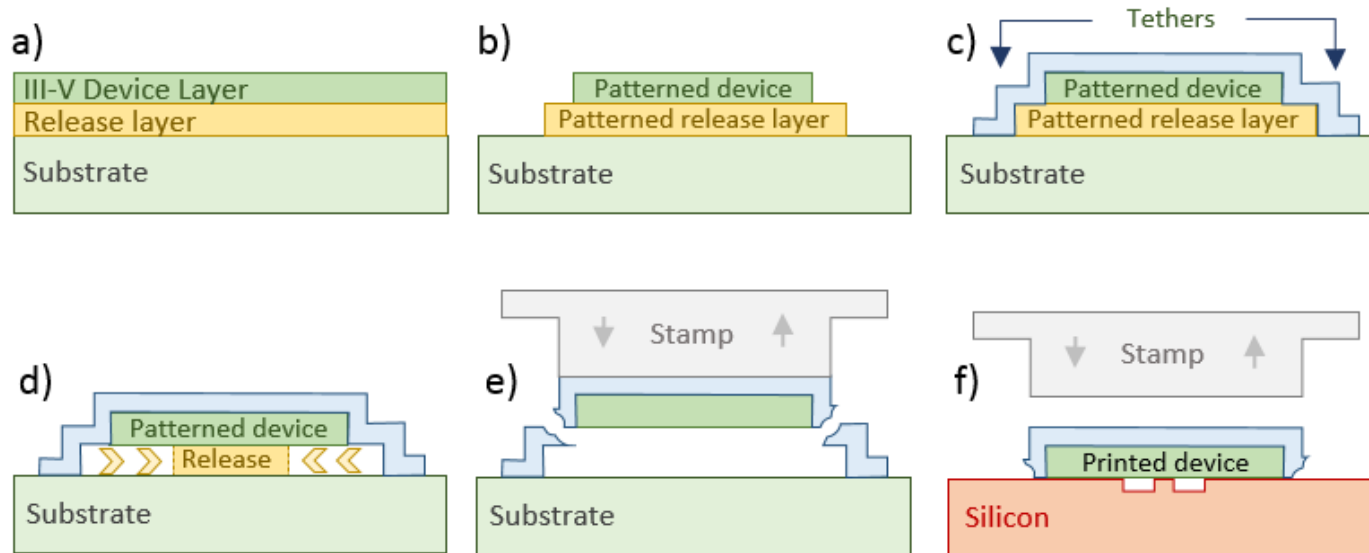 a)
III-V Device Layer
Release layer
Substrate
b)
Patterned device
Patterned release layer
Substrate
c)
Tethers
Patterned device
Patterned release layer
Substrate
d)
Patterned device
Release
Substrate
e)
Stamp
Substrate
f)
Stamp
Printed device
Silicon